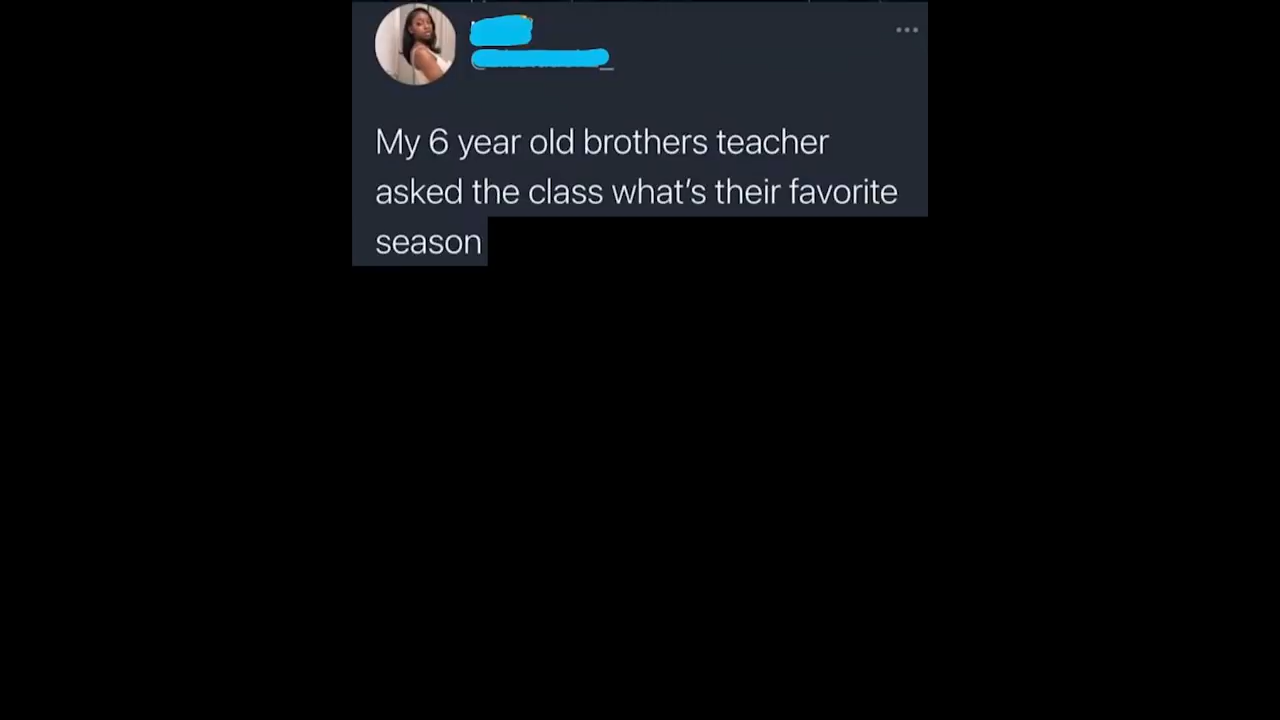 My 6 year old brothers teacher
asked the class what's their favorite
season